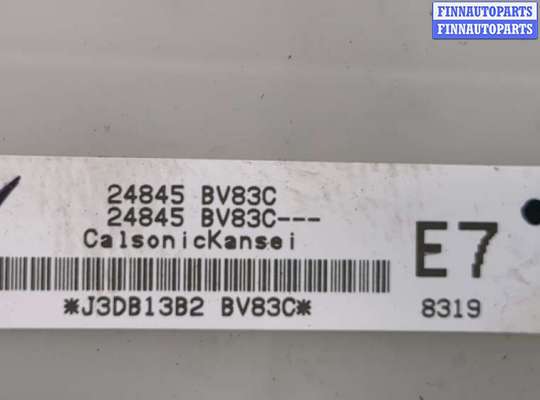 FINNAUTOPARTS
FINNAUTOPARTS
24845 BV83C
24845 BV83C---
CalsonicKansei
E7
*J3DB13B2 BV83C*
8319